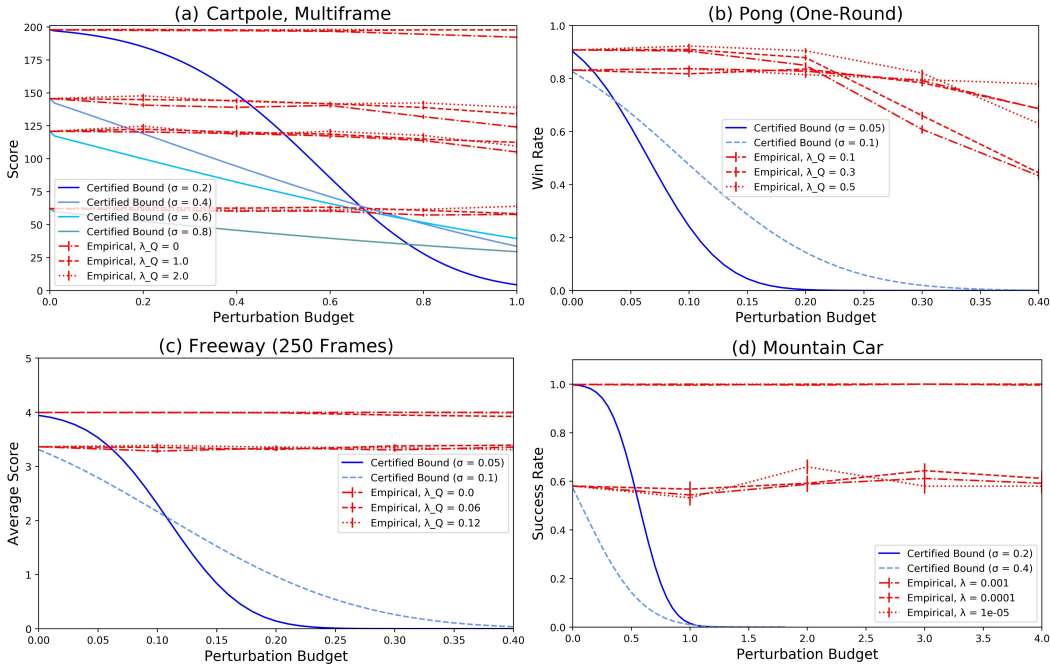 (a) Cartpole, Multiframe
200
175
150
125
100
75
50
25
0
Score
Certified Bound (σ = 0.2)
Certified Bound (σ = 0.4)
Certified Bound (σ = 0.6)
Certified Bound (σ = 0.8)
Empirical, λ_Q = 0
Empirical, λ_Q = 1.0
Empirical, λ_Q = 2.0
0.0 0.2 0.4 0.6 0.8 1.0
Perturbation Budget
(b) Pong (One-Round)
1.0
0.8
0.6
0.4
0.2
0.0
Win Rate
Certified Bound (σ = 0.05)
Certified Bound (σ = 0.1)
Empirical, λ_Q = 0.1
Empirical, λ_Q = 0.3
Empirical, λ_Q = 0.5
0.00 0.05 0.10 0.15 0.20 0.25 0.30 0.35 0.40
Perturbation Budget
(c) Freeway (250 Frames)
5
4
3
2
1
0
Average Score
Certified Bound (σ = 0.05)
Certified Bound (σ = 0.1)
Empirical, λ_Q = 0.0
Empirical, λ_Q = 0.06
Empirical, λ_Q = 0.12
0.00 0.05 0.10 0.15 0.20 0.25 0.30 0.35 0.40
Perturbation Budget
(d) Mountain Car
1.0
0.8
0.6
0.4
0.2
0.0
Success Rate
Certified Bound (σ = 0.2)
Certified Bound (σ = 0.4)
Empirical, λ = 0.001
Empirical, λ = 0.0001
Empirical, λ = 1e-05
0.0 0.5 1.0 1.5 2.0 2.5 3.0 3.5 4.0
Perturbation Budget